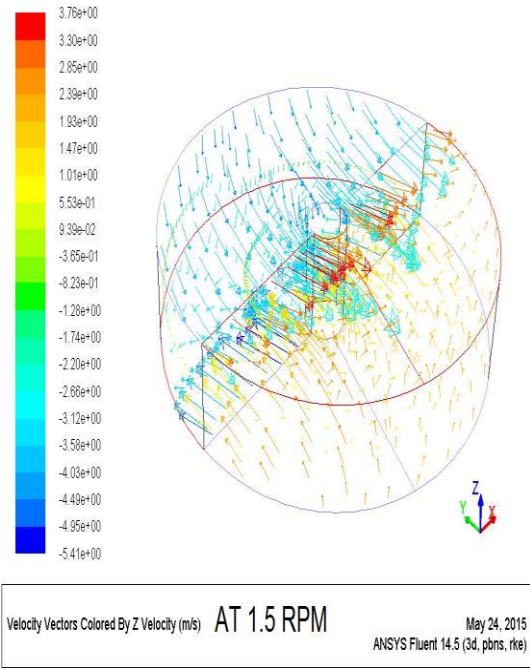 3.76e+00
3.30e+00
2.85e+00
2.39e+00
1.93e+00
1.47e+00
1.01e+00
5.53e-01
9.39e-02
-3.65e-01
-8.23e-01
-1.28e+00
-1.74e+00
-2.20e+00
-2.66e+00
-3.12e+00
-3.58e+00
-4.03e+00
-4.49e+00
-4.95e+00
-5.41e+00
Z
Y
X
Velocity Vectors Colored By Z Velocity (m/s) AT 1.5 RPM May 24, 2015
ANSYS Fluent 14.5 (3d, pbns, rke)